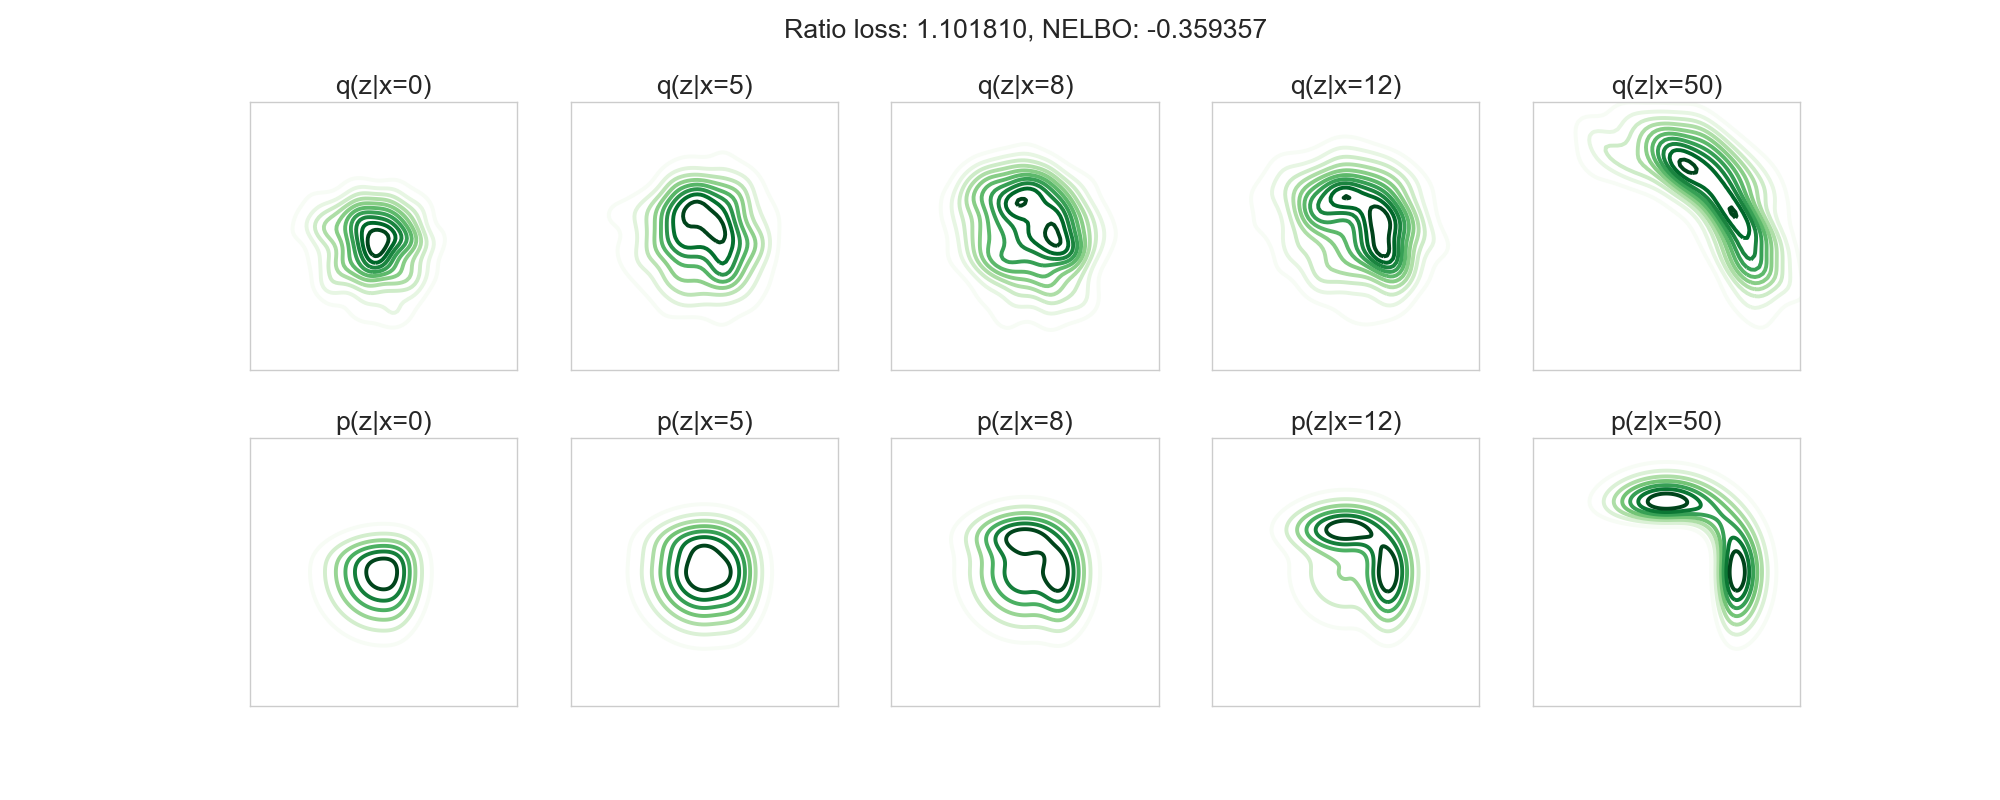 Ratio loss: 1.101810, NELBO: -0.359357
q(z|x=0) q(z|x=5) q(z|x=8) q(z|x=12) q(z|x=50)
p(z|x=0) p(z|x=5) p(z|x=8) p(z|x=12) p(z|x=50)